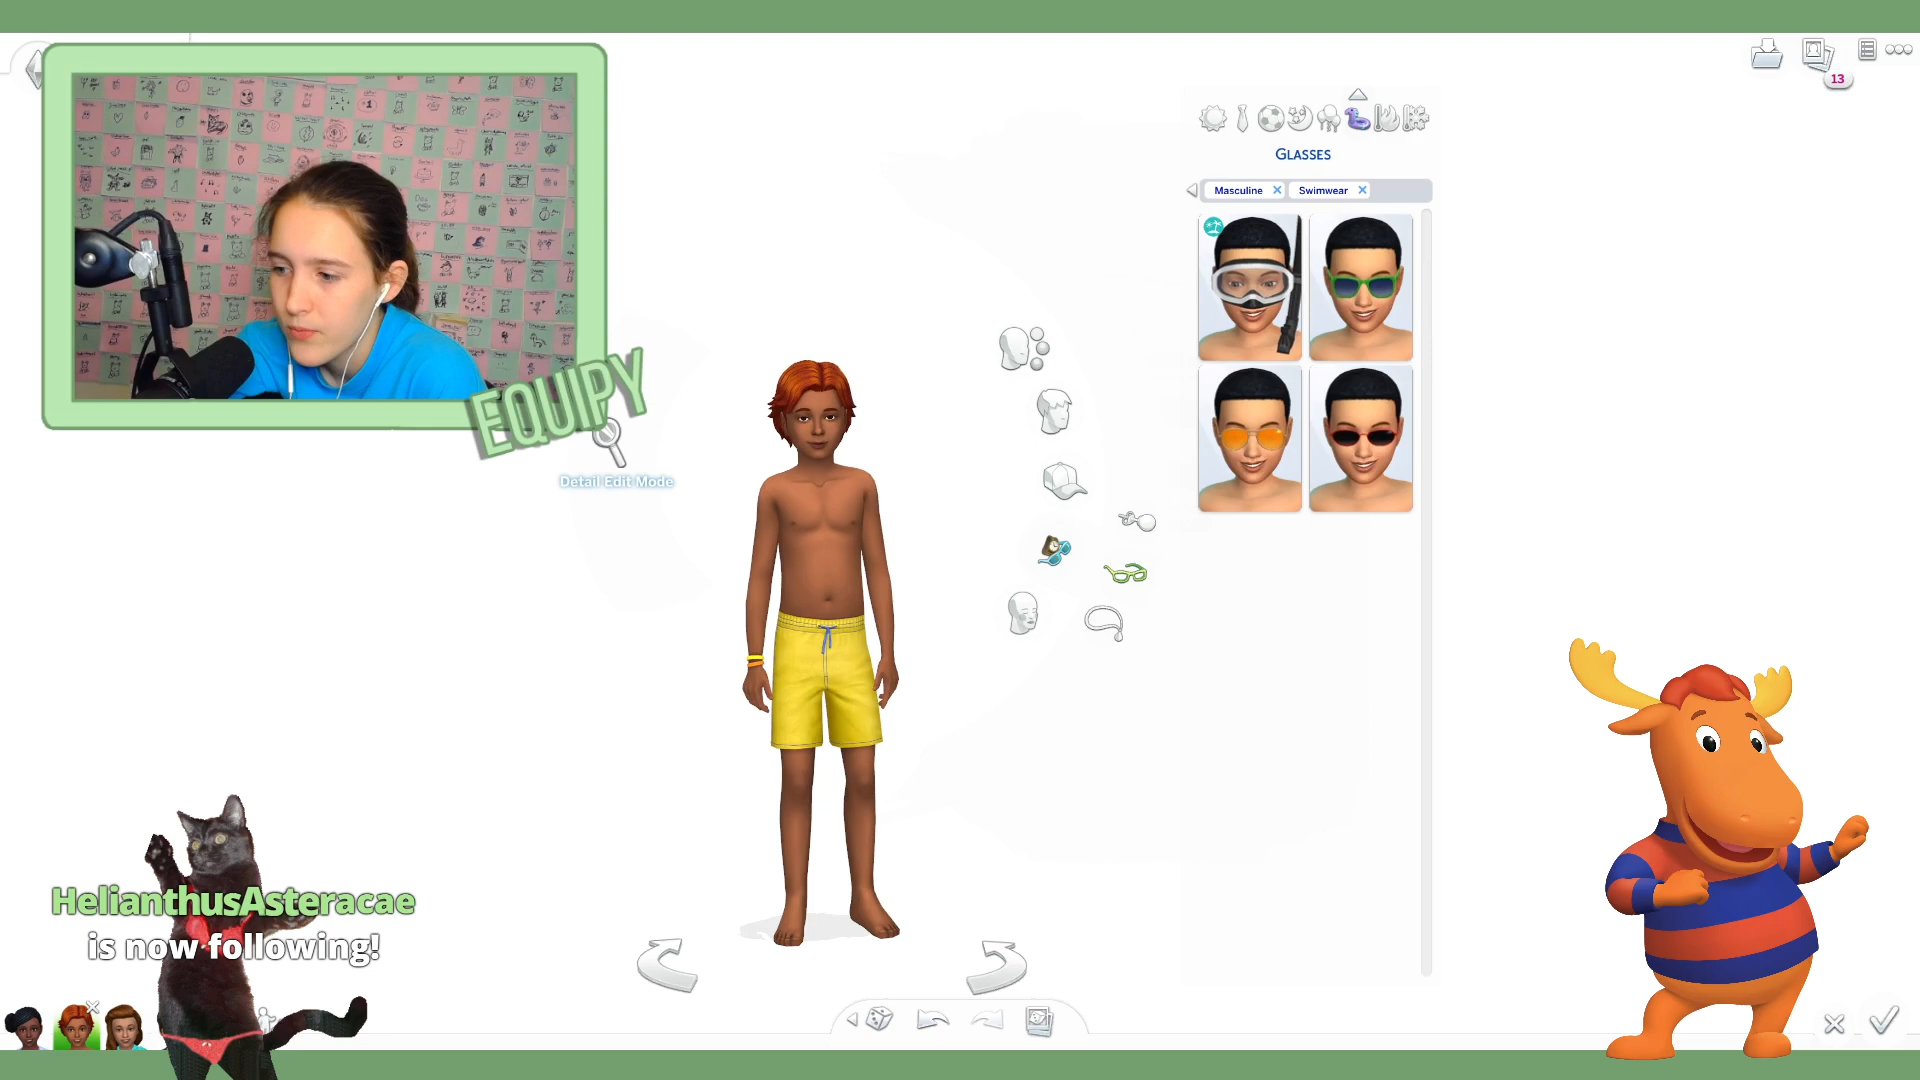 13
GLASSES
Masculine
Swimwear
EQUIPY
Detail Edit Mode
HelianthusAsteracae
is now following!